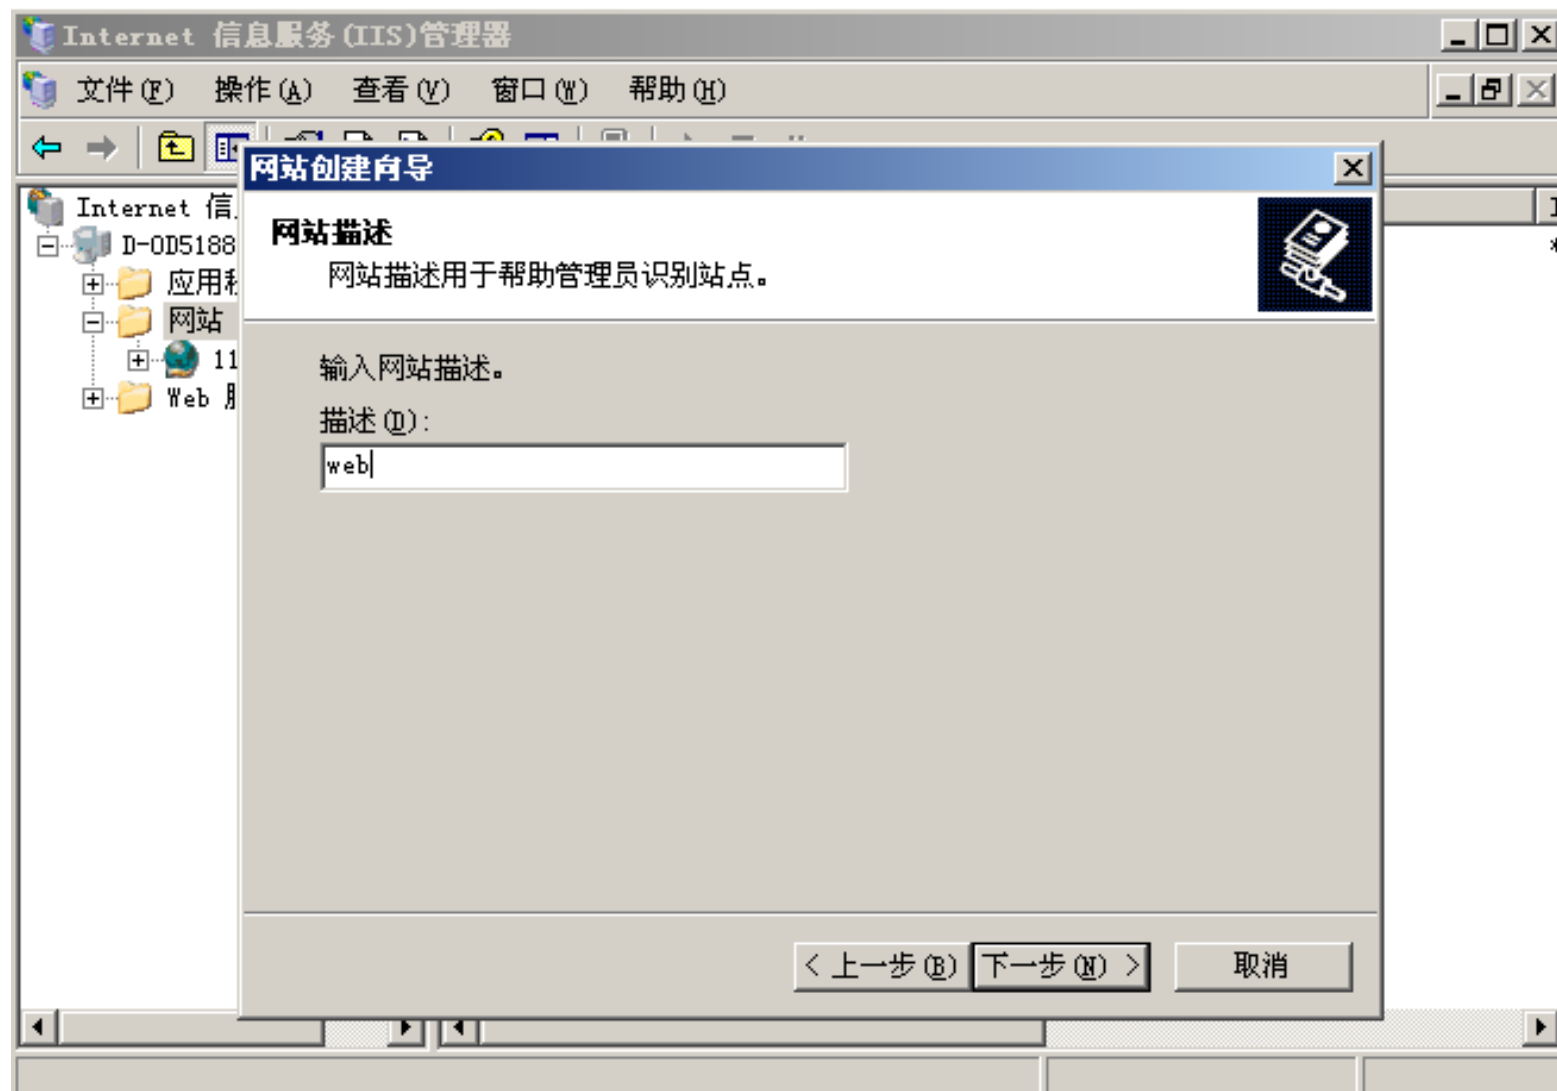 Internet 信息服务(IIS)管理器
文件(F) 操作(A) 查看(V) 窗口(W) 帮助(H)
网站创建向导
Internet 信
D-OD5188
应用
网站
11
Web
网站描述
网站描述用于帮助管理员识别站点。
输入网站描述。
描述(D):
web
< 上一步(B)
下一步(N) >
取消